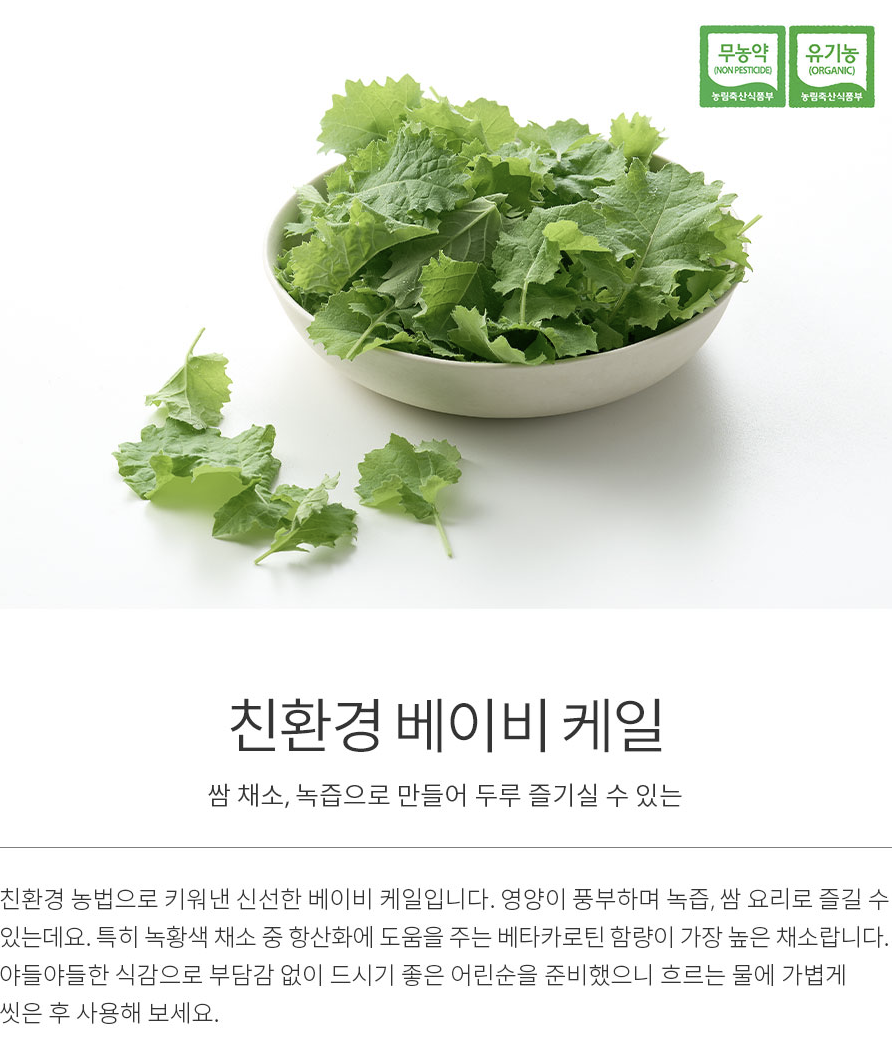 무농약
(NON PESTICIDE)
농림축산식품부
유기농
(ORGANIC)
농림축산식품부
친환경 베이비 케일
쌈 채소, 녹즙으로 만들어 두루 즐기실 수 있는
친환경 농법으로 키워낸 신선한 베이비 케일입니다. 영양이 풍부하며 녹즙, 쌈 요리로 즐길 수
있는데요. 특히 녹황색 채소 중 항산화에 도움을 주는 베타카로틴 함량이 가장 높은 채소랍니다.
야들야들한 식감으로 부담감 없이 드시기 좋은 어린순을 준비했으니 흐르는 물에 가볍게
씻은 후 사용해 보세요.